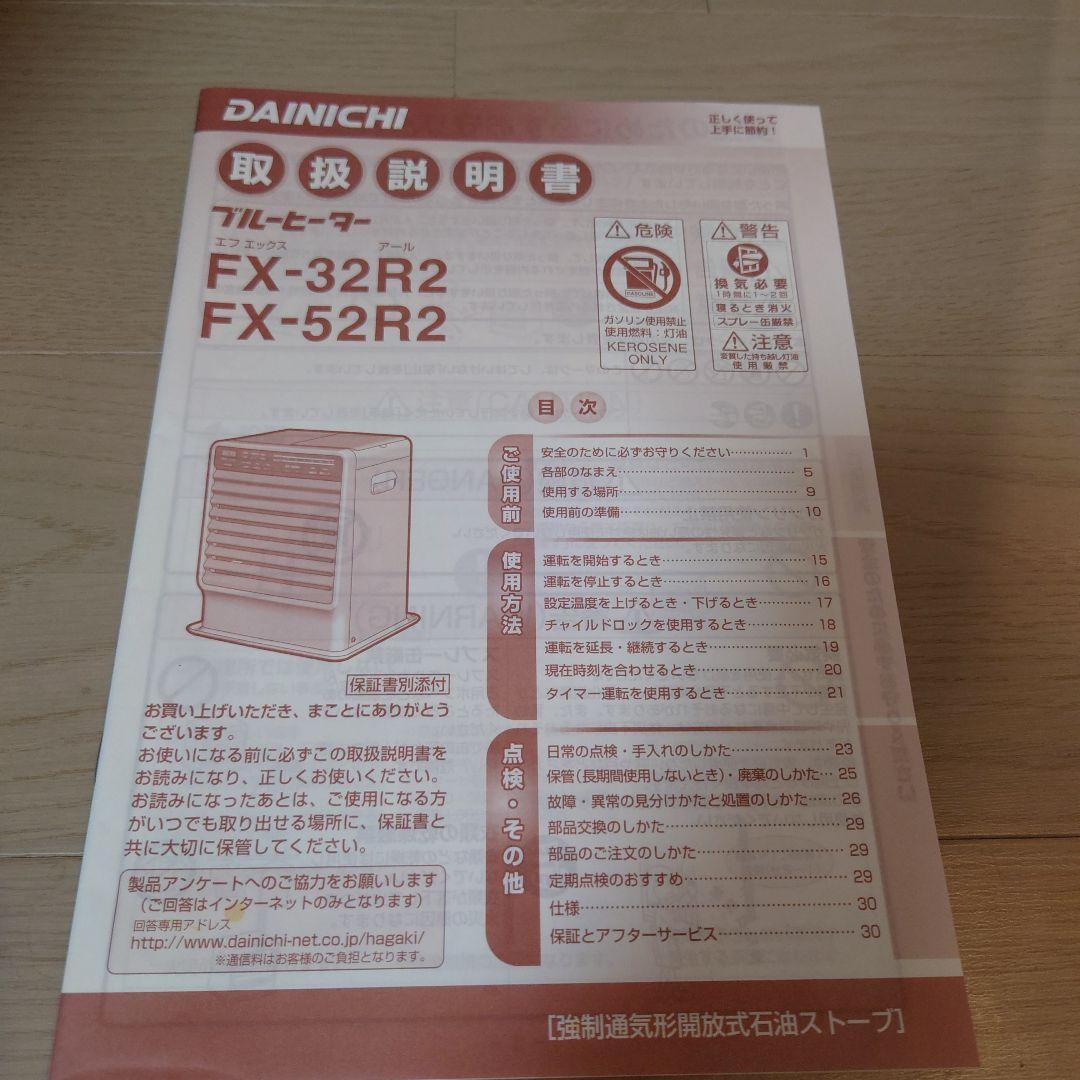 DAINICHI
正しく使って
上手に節約！
取扱説明書
ブルーヒーター
エフ エックス アール
FX-32R2
FX-52R2
危険
GASOLINE
ガソリン使用禁止
使用燃料：灯油
KEROSENE
ONLY
警告
換気必要
1時間に1～2回
寝るとき消火
スプレー缶厳禁
注意
変質した持ち越し灯油
使用厳禁
目次
ご使用前
安全のために必ずお守りください…………… 1
各部のなまえ…………………………………… 5
使用する場所…………………………………… 9
使用前の準備…………………………………… 10
使用方法
運転を開始するとき…………………………… 15
運転を停止するとき…………………………… 16
設定温度を上げるとき・下げるとき………… 17
チャイルドロックを使用するとき…………… 18
運転を延長・継続するとき…………………… 19
現在時刻を合わせるとき……………………… 20
タイマー運転を使用するとき………………… 21
点検・その他
日常の点検・手入れのしかた………………… 23
保管（長期間使用しないとき）・廃棄のしかた… 25
故障・異常の見分けかたと処置のしかた…… 26
部品交換のしかた……………………………… 29
部品のご注文のしかた………………………… 29
定期点検のおすすめ…………………………… 29
仕様……………………………………………… 30
保証とアフターサービス……………………… 30
保証書別添付
お買い上げいただき、まことにありがとう
ございます。
お使いになる前に必ずこの取扱説明書を
お読みになり、正しくお使いください。
お読みになったあとは、ご使用になる方
がいつでも取り出せる場所に、保証書と
共に大切に保管してください。
製品アンケートへのご協力をお願いします
（ご回答はインターネットのみとなります）
回答専用アドレス
http://www.dainichi-net.co.jp/hagaki/
※通信料はお客様のご負担となります。
［強制通気形開放式石油ストーブ］